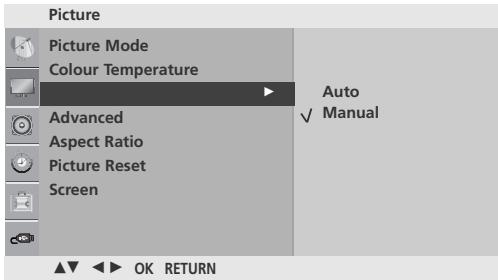 Picture
Picture Mode
Colour Temperature
Advanced
Aspect Ratio
Picture Reset
Screen
Auto
Manual
OK RETURN